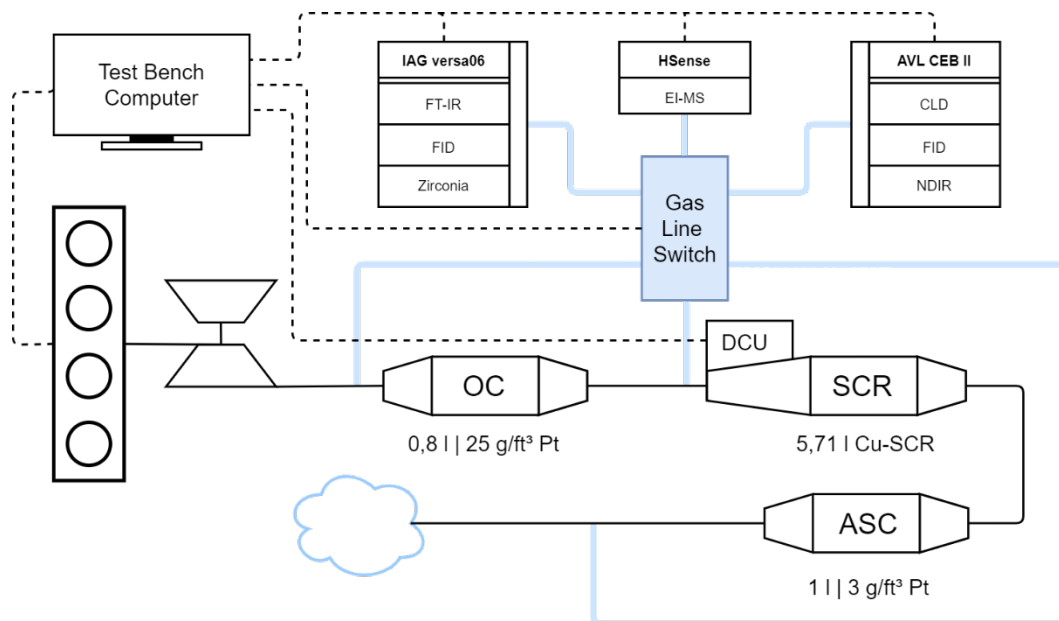 Test Bench
Computer
IAG versa06
FT-IR
FID
Zirconia
HSense
EI-MS
AVL CEB II
CLD
FID
NDIR
Gas
Line
Switch
DCU
OC
SCR
0,8 l | 25 g/ft³ Pt
5,71 l Cu-SCR
ASC
1 l | 3 g/ft³ Pt